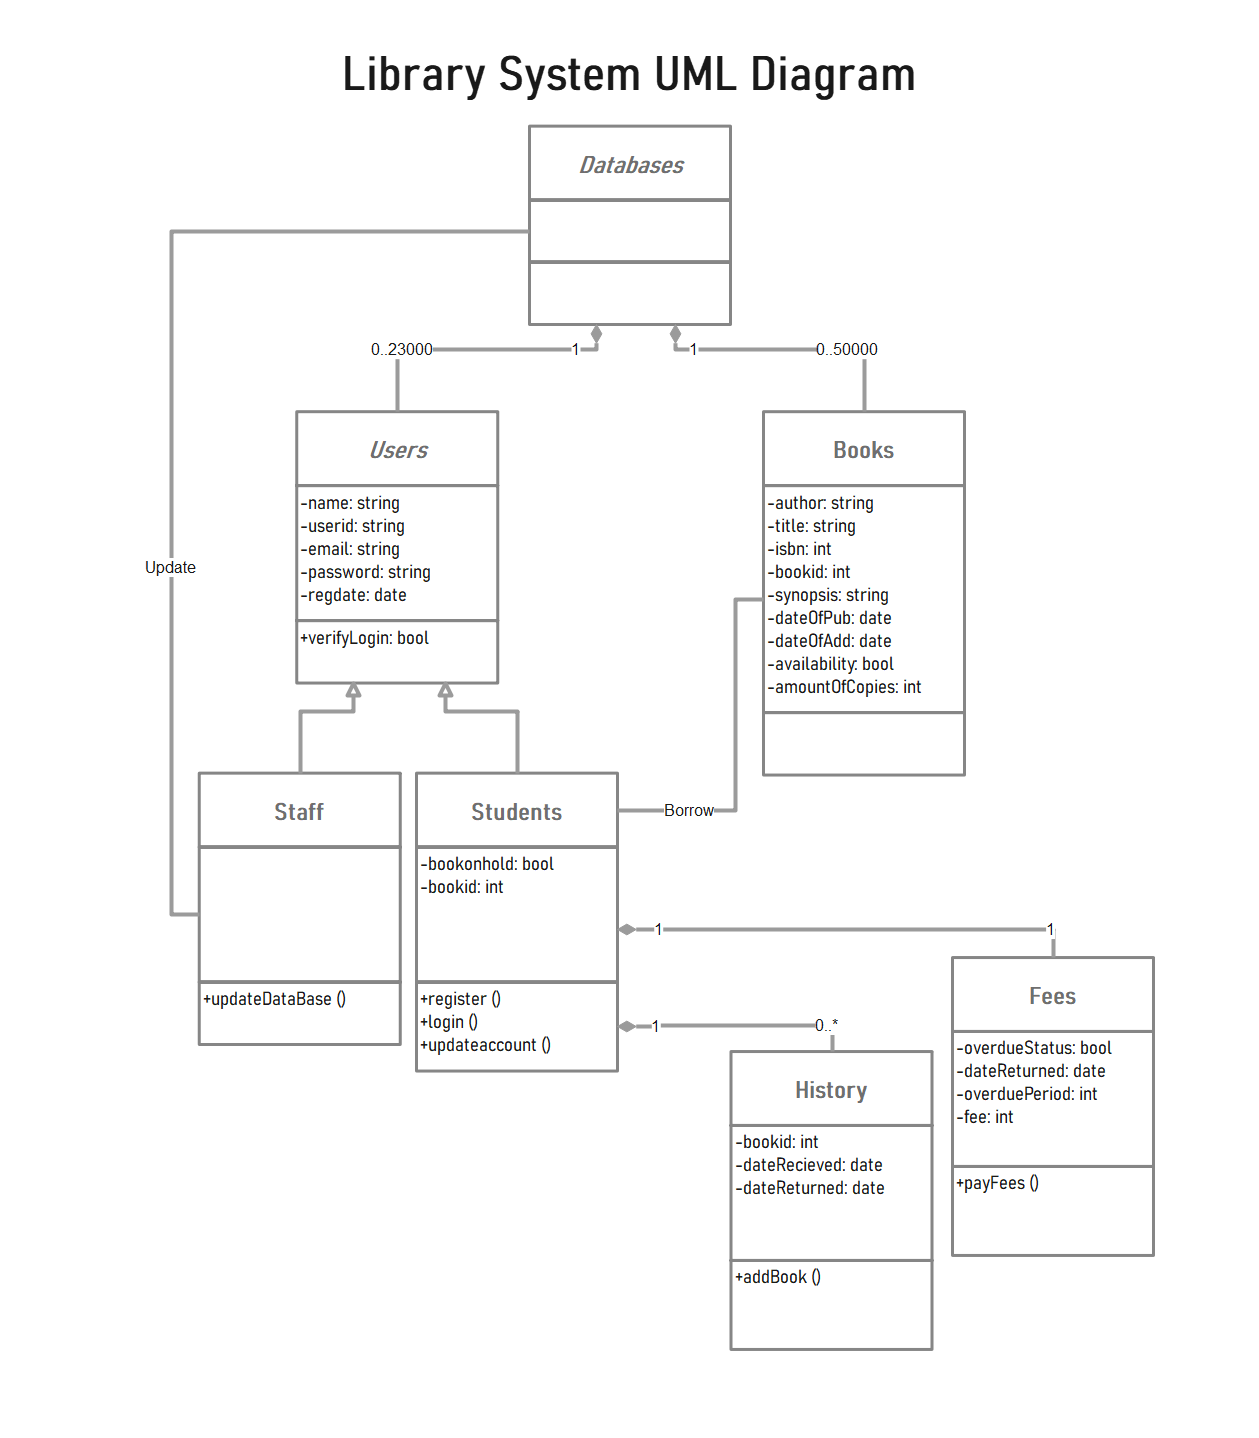 Library System UML Diagram
Databases
0..23000
1
1
0..50000
Users
-name: string
-userid: string
-email: string
-password: string
-regdate: date
+verifyLogin: bool
Books
-author: string
-title: string
-isbn: int
-bookid: int
-synopsis: string
-dateOfPub: date
-dateOfAdd: date
-availability: bool
-amountOfCopies: int
Update
Staff
+updateDataBase ()
Students
-bookonhold: bool
-bookid: int
+register ()
+login ()
+updateaccount ()
Borrow
1
1
1
0..*
Fees
-overdueStatus: bool
-dateReturned: date
-overduePeriod: int
-fee: int
+payFees ()
History
-bookid: int
-dateRecieved: date
-dateReturned: date
+addBook ()